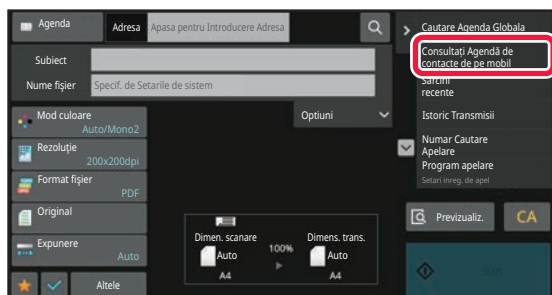 Agenda
Adresa
Apasa pentru Introducere Adresa
Subiect
Nume fișier
Specif. de Setarile de sistem
Optiuni
Mod culoare
Auto/Mono2
Rezoluție
200x200dpi
Format fișier
PDF
Original
Expunere
Auto
Altele
Dimen. scanare
Auto
A4
100%
Dimens. trans.
Auto
A4
Cautare Agenda Globala
Consultați Agendă de
contacte de pe mobil
Sarcini
recente
Istoric Transmisii
Numar Cautare
Apelare
Program apelare
Setari inreg. de apel
Previzualiz.
CA
Start